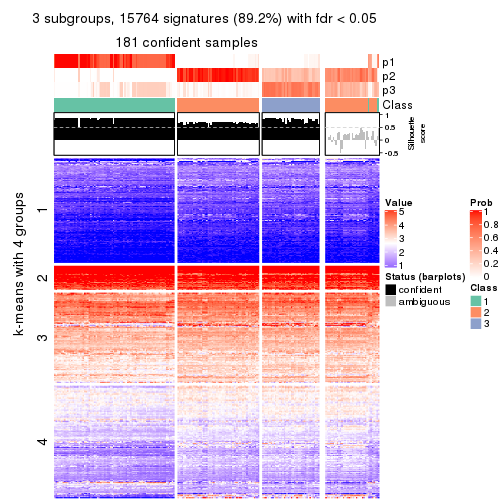 3 subgroups, 15764 signatures (89.2%) with fdr < 0.05
181 confident samples
p1
p2
p3
Class
1
0.5
0
-0.5
Silhouette
score
k-means with 4 groups
1
2
3
4
Value
5
4
3
2
1
Status (barplots)
confident
ambiguous
Prob
1
0.8
0.6
0.4
0.2
0
Class
1
2
3